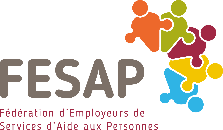 FESAP
Fédération d'Employeurs de
Services d'Aide aux Personnes